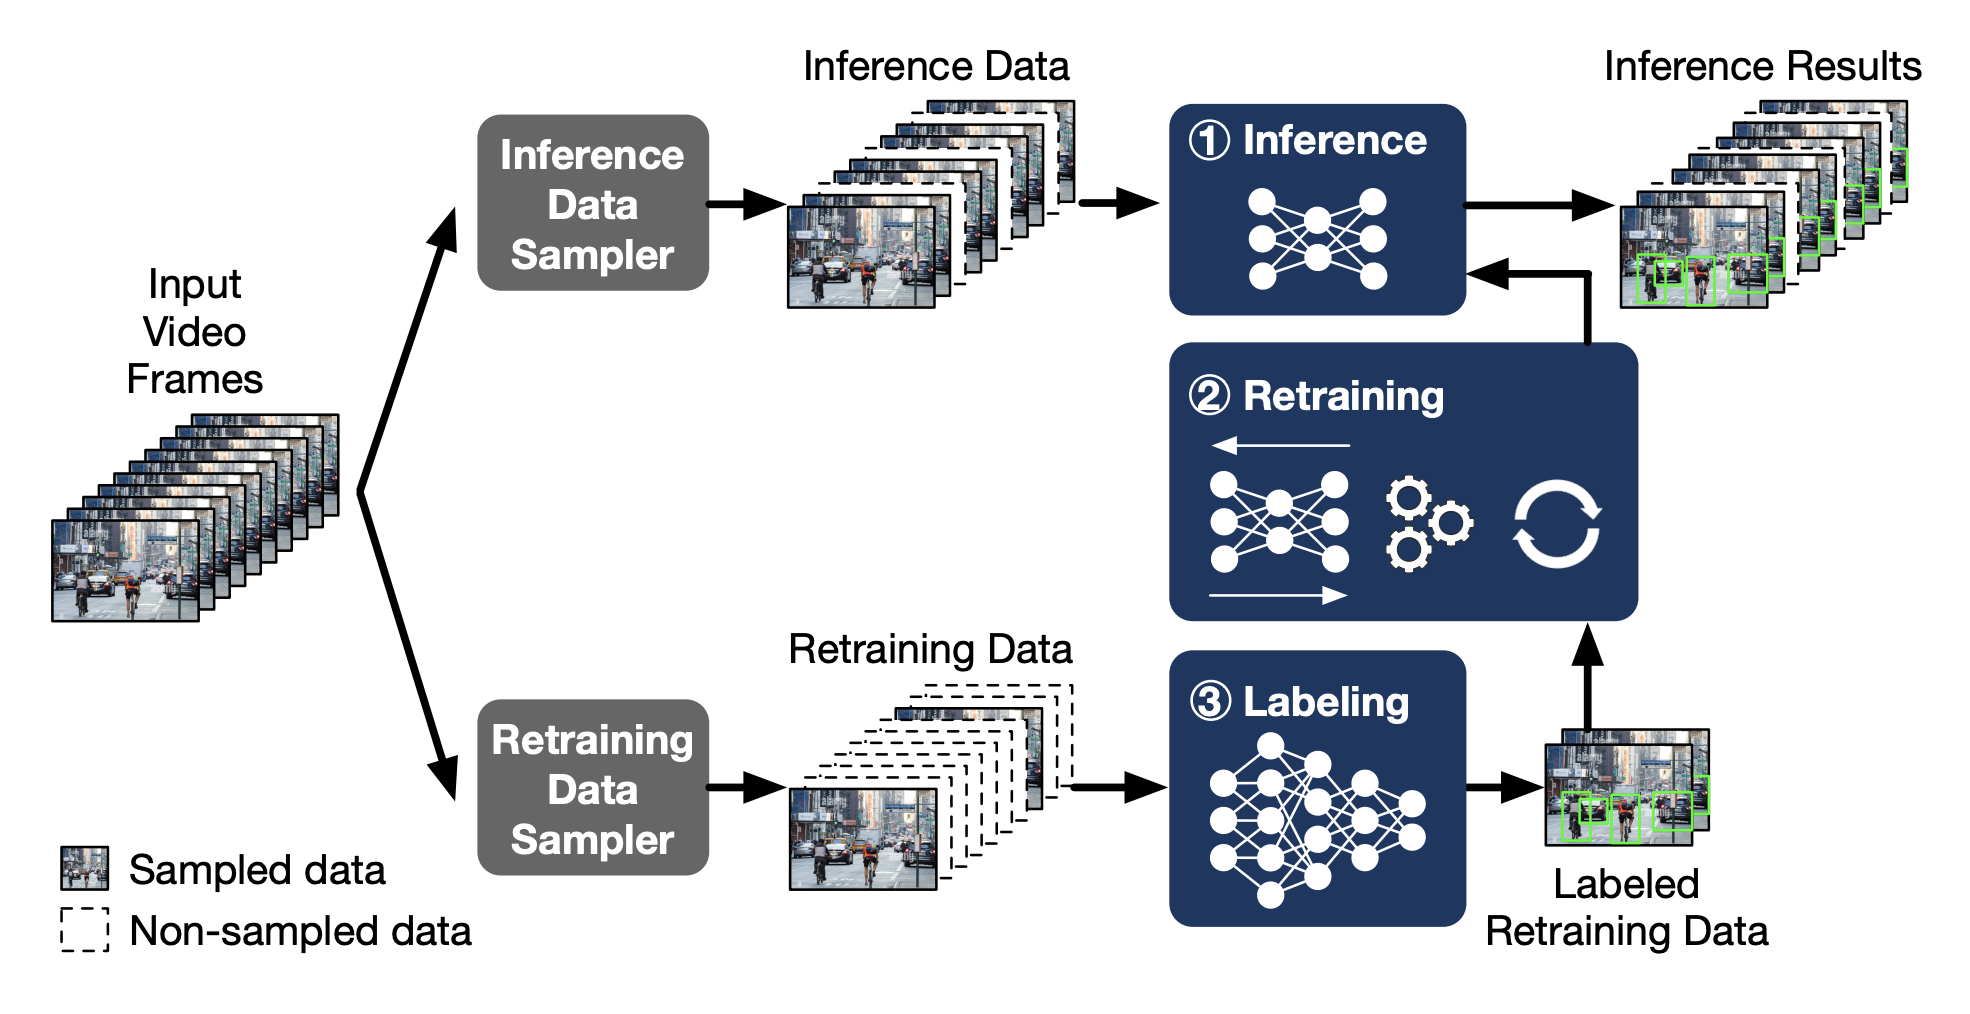 Input
Video
Frames
Inference
Data
Sampler
Inference Data
① Inference
Inference Results
② Retraining
Retraining
Data
Sampler
Retraining Data
③ Labeling
Labeled
Retraining Data
Sampled data
Non-sampled data